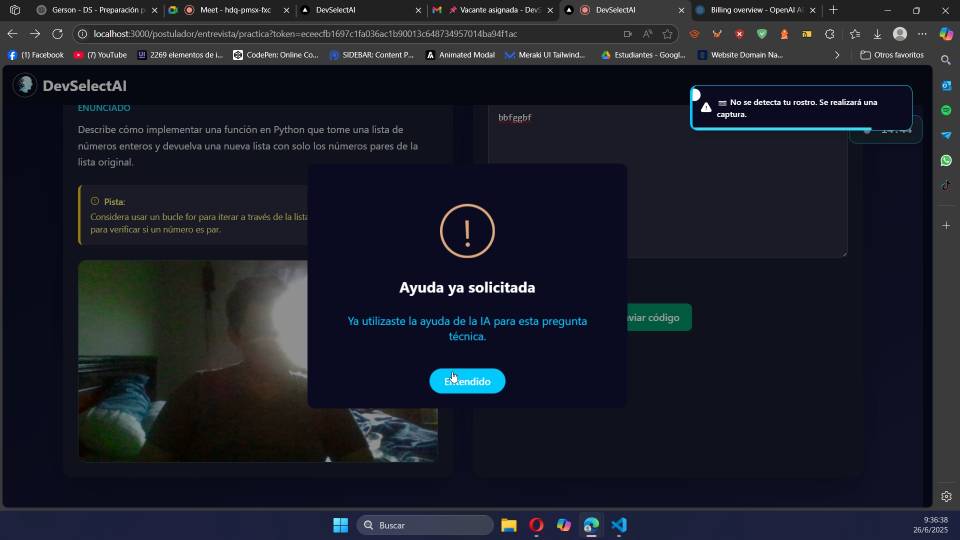 Gerson - DS - Preparación p
Meet - hdq-pmsx-fxc
DevSelectAI
Vacante asignada - DevS
DevSelectAI
Billing overview - OpenAI A
localhost:3000/postulador/entrevista/practica?token=eceecfb1697c1fa036ac1b90013c648734957014ba94f1ac
(1) Facebook
(7) YouTube
2269 elementos de i...
CodePen: Online Co...
SIDEBAR: Content P...
Animated Modal
Meraki UI Tailwind...
Estudiantes - Googl...
Website Domain Na...
Otros favoritos
DevSelectAI
No se detecta tu rostro. Se realizará una
captura.
ENUNCIADO
Describe cómo implementar una función en Python que tome una lista de
números enteros y devuelva una nueva lista con solo los números pares de la
lista original.
Pista:
Considera usar un bucle for para iterar a través de la lista
para verificar si un número es par.
bbfggbf
Ayuda ya solicitada
Ya utilizaste la ayuda de la IA para esta pregunta
técnica.
Entendido
viar código
Buscar
9:36:38
26/6/2025